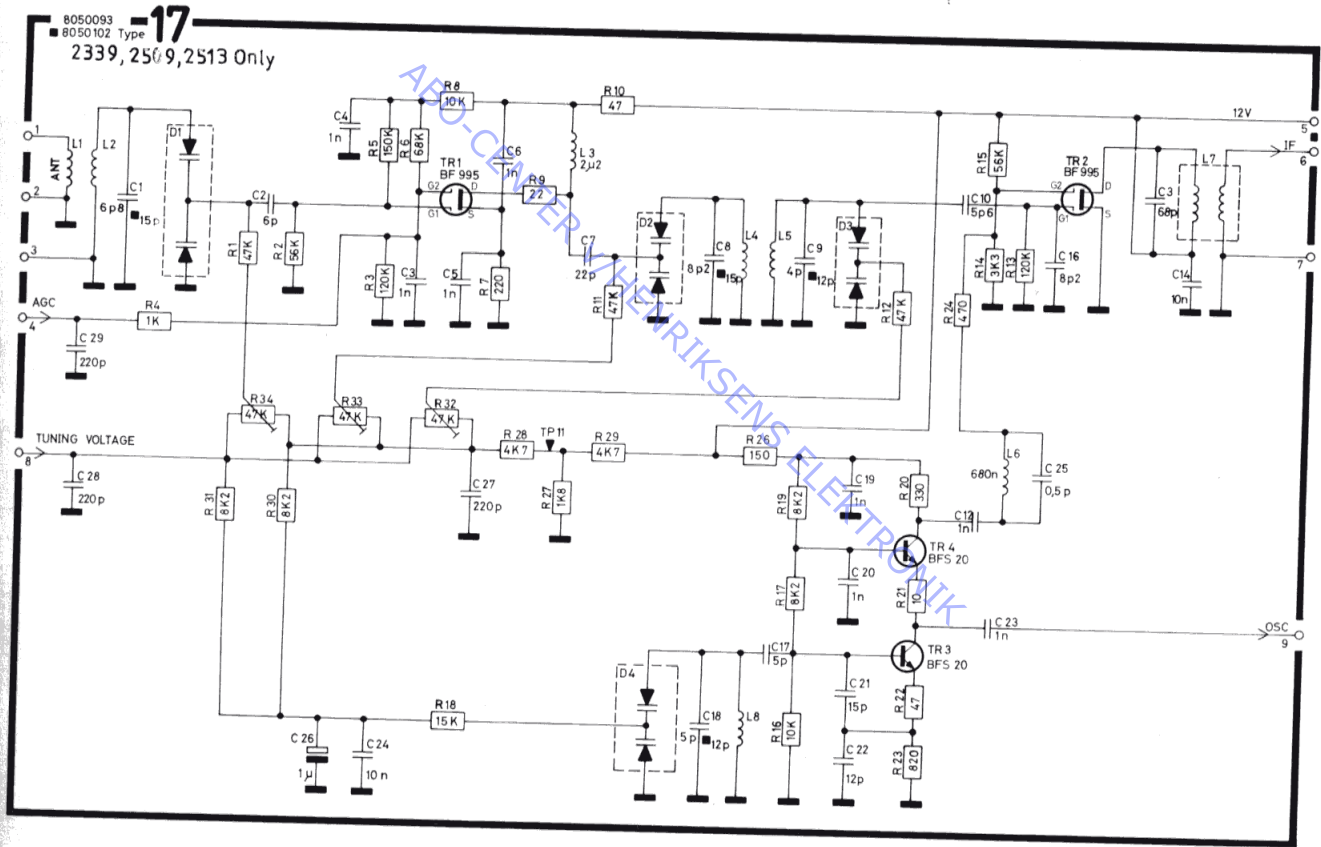 8050093
■ 8050102 Type
17
2339, 2509, 2513 Only
1
2
3
ANT
L1
L2
C1
6p8
■15p
D1
C2
6p
R1
47K
R2
56K
C4
1n
R5
150K
R6
68K
R8
10K
R10
47
TR1
BF 995
G2
G1
D
S
C6
1n
L3
2µ2
R9
22
R3
120K
C3
1n
C5
1n
R7
220
C7
22p
R11
47K
D2
C8
8p2
■15p
L4
L5
C9
4p
■12p
D3
R12
47K
C10
5p6
R15
56K
TR2
BF 995
G2
G1
D
S
R14
3K3
R13
120K
C16
8p2
R24
470
C3
68p
L7
C14
10n
12V
5
IF
6
7
AGC
4
R4
1K
C29
220p
R34
47K
R33
47K
R32
47K
TUNING VOLTAGE
8
C28
220p
R31
8K2
R30
8K2
R28
4K7
TP11
R29
4K7
C27
220p
R27
1K8
R26
150
C19
1n
R20
330
R19
8K2
C12
1n
L6
680n
C25
0,5p
TR4
BFS 20
C20
1n
R17
8K2
R21
10
C23
1n
OSC
9
TR3
BFS 20
C17
5p
C21
15p
R22
47
R16
10K
C22
12p
R23
820
D4
C18
5p
■12p
L8
R18
15K
C26
1µ
C24
10n
ABO-CENTER V/HENRIKSENS ELEKTRONIK